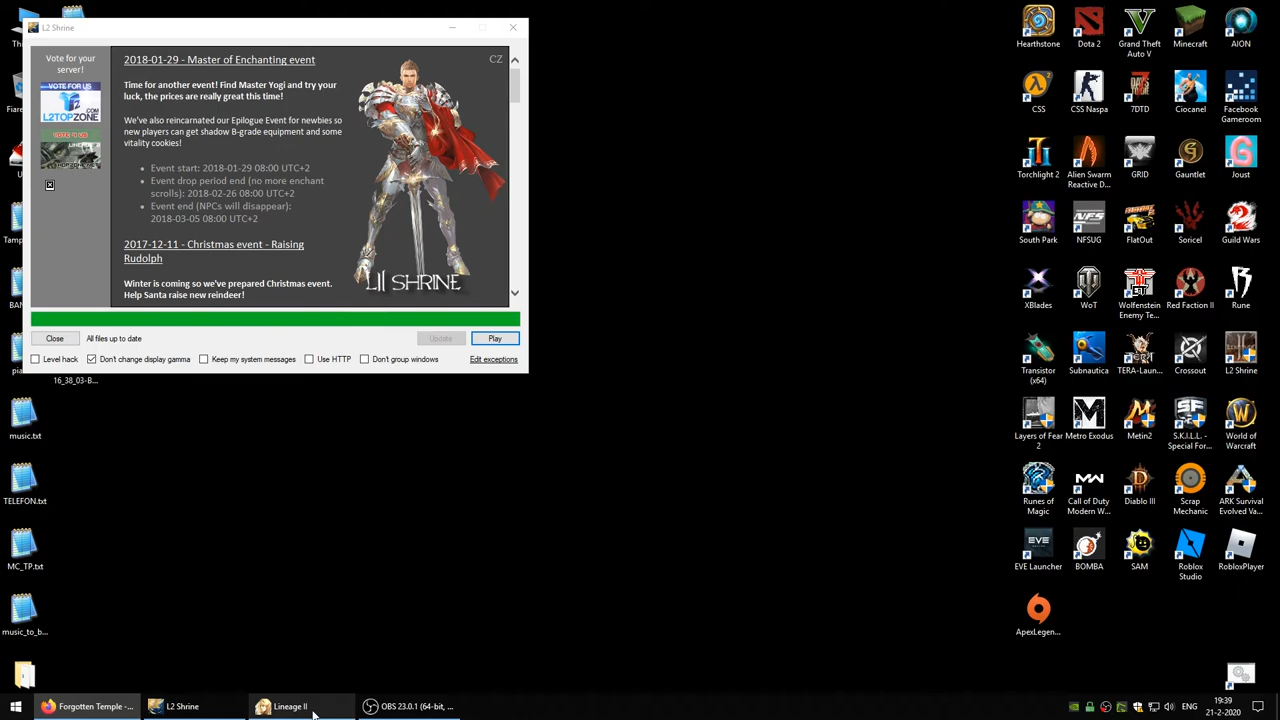 L2 Shrine
Vote for your
server!
VOTE FOR US
.COM
L2TOPZONE
VOTE 4 US
2018-01-29 - Master of Enchanting event
CZ
Time for another event! Find Master Yogi and try your
luck, the prices are really great this time!
We've also reincarnated our Epilogue Event for newbies so
new players can get shadow B-grade equipment and some
vitality cookies!
Event start: 2018-01-29 08:00 UTC+2
Event drop period end (no more enchant
scrolls): 2018-02-26 08:00 UTC+2
Event end (NPCs will disappear):
2018-03-05 08:00 UTC+2
2017-12-11 - Christmas event - Raising
Rudolph
Winter is coming so we've prepared Christmas event.
Help Santa raise new reindeer!
LII SHRINE
Close
All files up to date
Update
Play
Level hack
Don't change display gamma
Keep my system messages
Use HTTP
Don't group windows
Edit exceptions
16_38_03-B...
music.txt
TELEFON.txt
MC_TP.txt
music_to_b...
Hearthstone
Dota 2
Grand Theft
Auto V
Minecraft
AION
CSS
CSS Naspa
7DTD
Ciocanel
Facebook
Gameroom
Torchlight 2
Alien Swarm
Reactive D...
GRID
Gauntlet
Joust
South Park
NFSUG
FlatOut
Soricel
Guild Wars
XBlades
WoT
Wolfenstein
Enemy Te...
Red Faction II
Rune
Transistor
(x64)
Subnautica
TERA-Laun...
Crossout
L2 Shrine
Layers of Fear
2
Metro Exodus
Metin2
S.K.I.L.L. -
Special For...
World of
Warcraft
Runes of
Magic
Call of Duty
Modern W...
Diablo III
Scrap
Mechanic
ARK Survival
Evolved Va...
EVE Launcher
BOMBA
SAM
Roblox
Studio
RobloxPlayer
ApexLegen...
Forgotten Temple -...
L2 Shrine
Lineage II
OBS 23.0.1 (64-bit, ...
ENG
19:39
21-2-2020